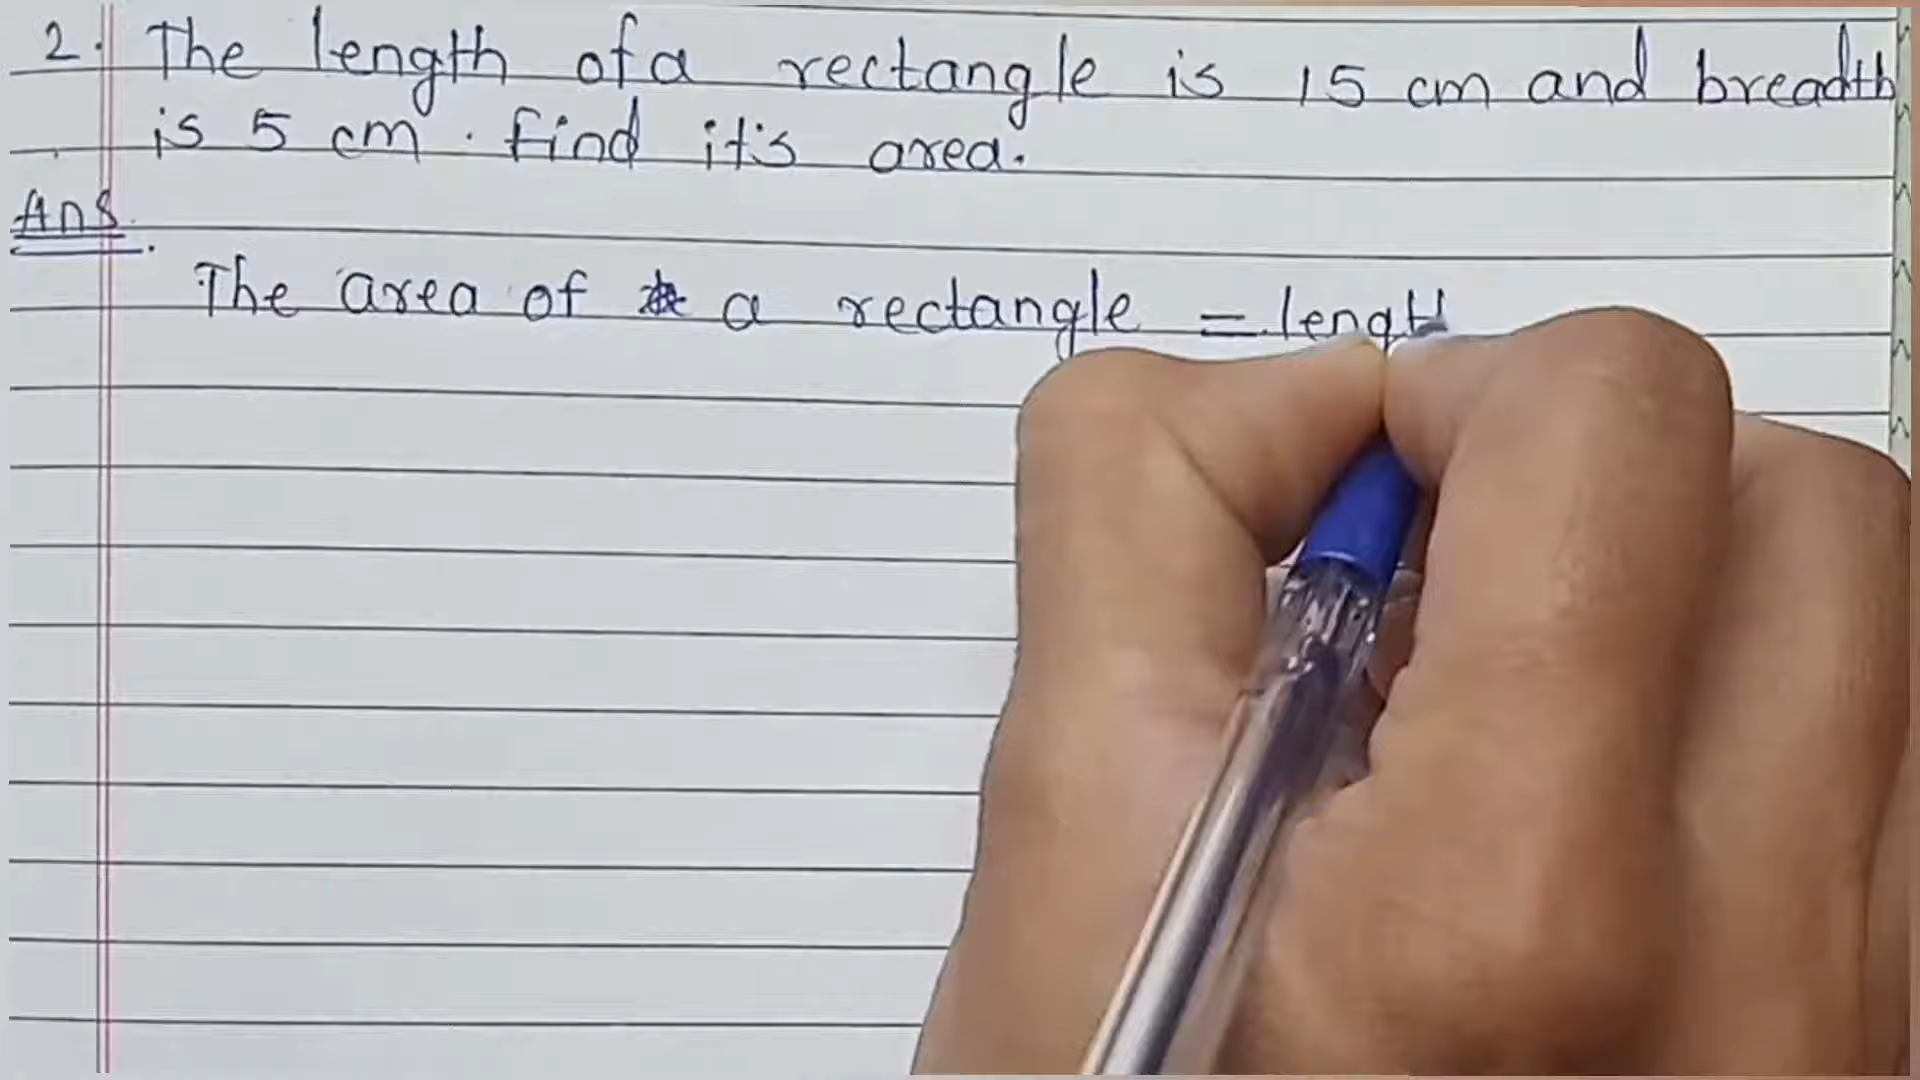 2. The length of a rectangle is 15 cm and breadth
is 5 cm. Find it's area.
Ans.
The area of a rectangle = length